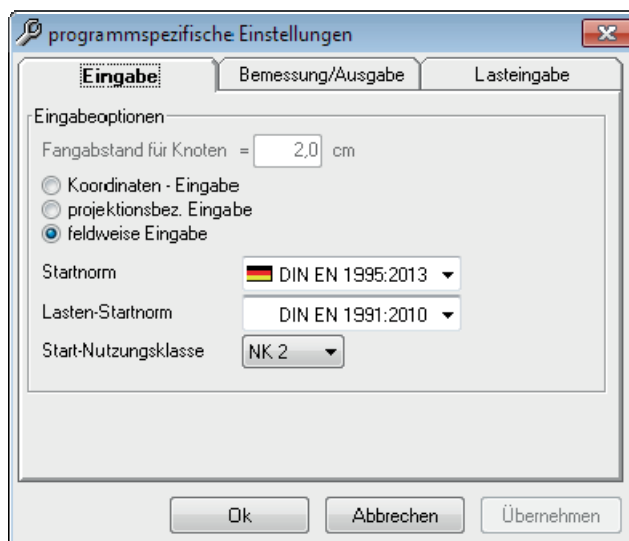 programmspezifische Einstellungen
Eingabe Bemessung/Ausgabe Lasteingabe
Eingabeoptionen
Fangabstand für Knoten = 2,0 cm
Koordinaten - Eingabe
projektionsbez. Eingabe
feldweise Eingabe
Startnorm DIN EN 1995:2013
Lasten-Startnorm DIN EN 1991:2010
Start-Nutzungsklasse NK 2
Ok Abbrechen Übernehmen